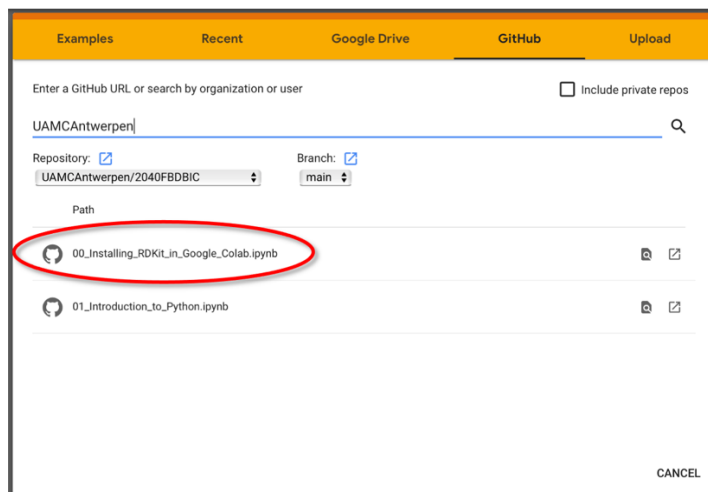 Examples Recent Google Drive GitHub Upload
Enter a GitHub URL or search by organization or user Include private repos
UAMCAntwerpen
Repository: Branch:
UAMCAntwerpen/2040FBDBIC main
Path
00_Installing_RDKit_in_Google_Colab.ipynb
01_Introduction_to_Python.ipynb
CANCEL